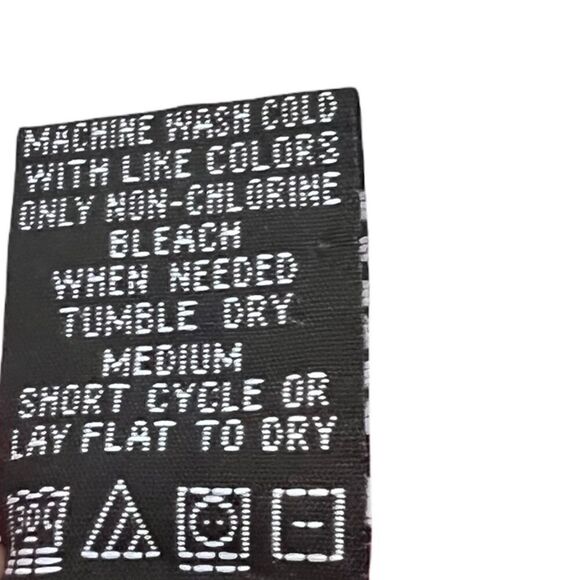 MACHINE WASH COLD
WITH LIKE COLORS
ONLY NON-CHLORINE
BLEACH
WHEN NEEDED
TUMBLE DRY
MEDIUM
SHORT CYCLE OR
LAY FLAT TO DRY